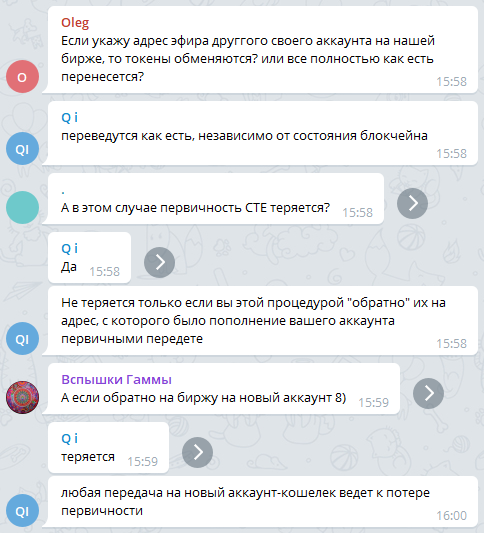 Oleg
Если укажу адрес эфира друггого своего аккаунта на нашей
бирже, то токены обменяются? или все полностью как есть
перенесется?
15:58
O
Q i
переведутся как есть, независимо от состояния блокчейна
15:58
QI
.
А в этом случае первичность СТЕ теряется? 15:58
Q i
Да 15:58
Не теряется только если вы этой процедурой "обратно" их на
адрес, с которого было пополнение вашего аккаунта
первичными передете
15:58
QI
Вспышки Гаммы
А если обратно на биржу на новый аккаунт 8) 15:59
Q i
теряется 15:59
любая передача на новый аккаунт-кошелек ведет к потере
первичности
16:00
QI